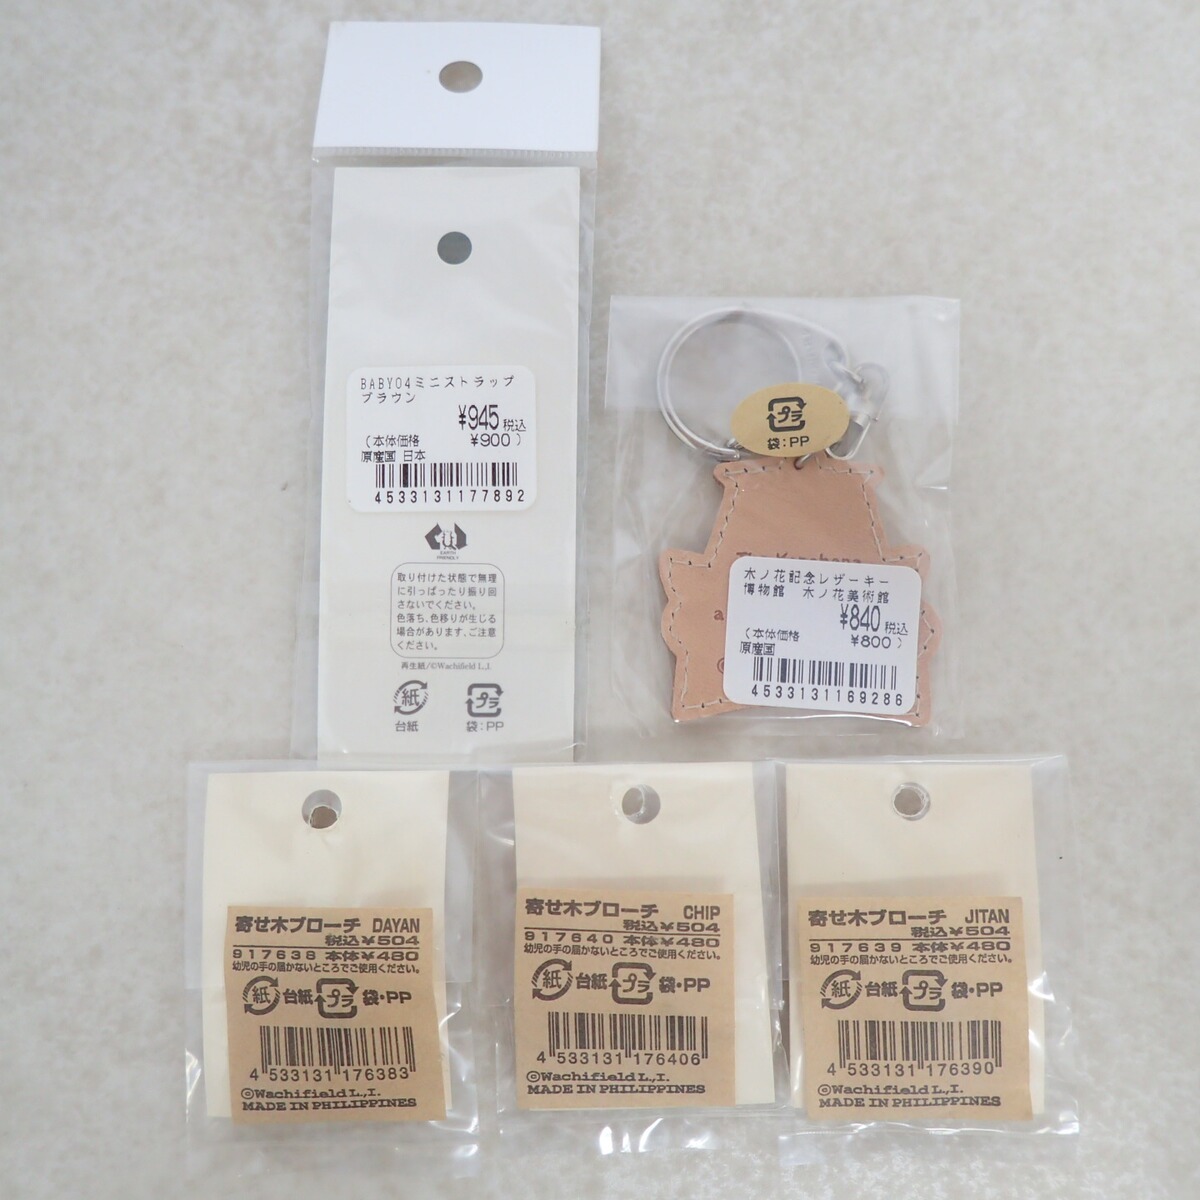 BABY04ミニストラップ
ブラウン
¥945税込
(本体価格 ¥900)
原産国 日本
4533131177892
EARTH
FRIENDLY
取り付けた状態で無理
に引っぱったり振り回
さないでください。
色落ち、色移りが生じる
場合があります、ご注意
ください。
再生紙/©Wachifield L.,I.
紙
台紙
プラ
袋:PP
プラ
袋:PP
木ノ花記念レザーキー
博物館 木ノ花美術館
¥840税込
(本体価格 ¥800)
原産国
4533131169286
寄せ木ブローチ DAYAN
税込¥504
917638 本体¥480
幼児の手の届かないところでご使用ください。
紙 台紙 プラ 袋・PP
4 533131 176383
©Wachifield L.,I.
MADE IN PHILIPPINES
寄せ木ブローチ CHIP
税込¥504
917640 本体¥480
幼児の手の届かないところでご使用ください。
紙 台紙 プラ 袋・PP
4 533131 176406
©Wachifield L.,I.
MADE IN PHILIPPINES
寄せ木ブローチ JITAN
税込¥504
917639 本体¥480
幼児の手の届かないところでご使用ください。
紙 台紙 プラ 袋・PP
4 533131 176390
©Wachifield L.,I.
MADE IN PHILIPPINES